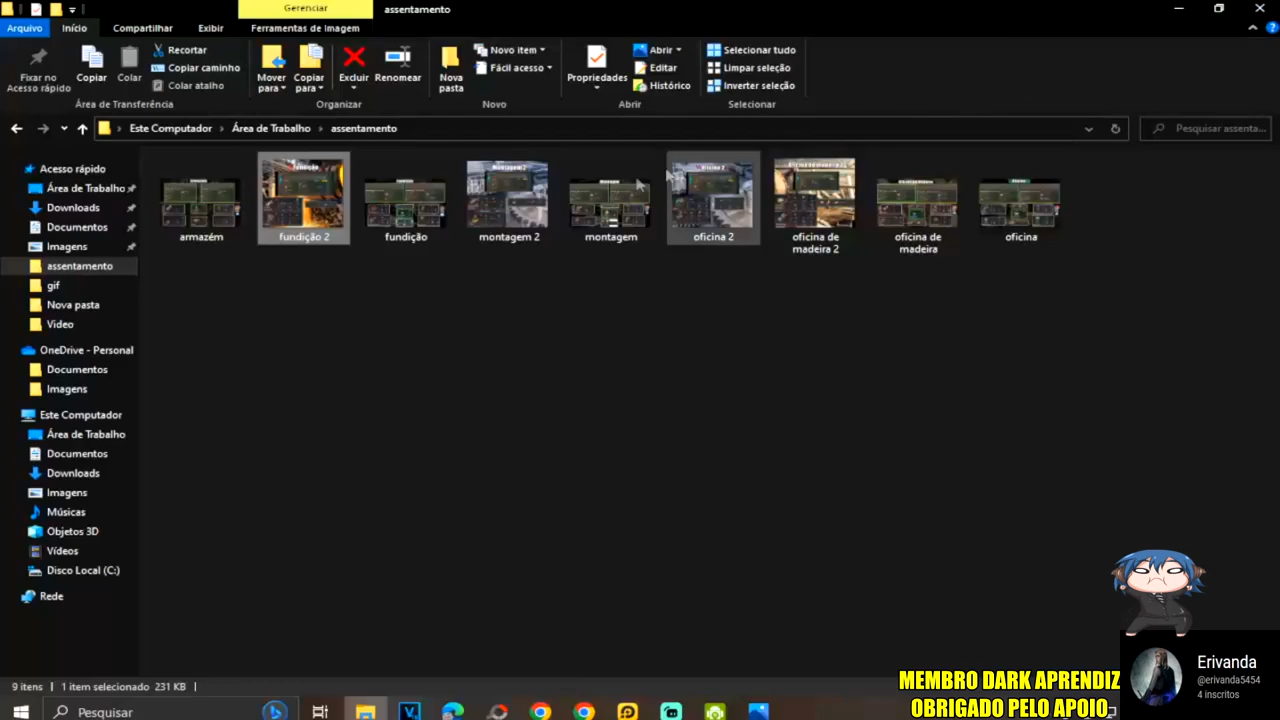 Gerenciar
assentamento
Arquivo
Início
Compartilhar
Exibir
Ferramentas de Imagem
Fixar no
Acesso rápido
Copiar
Colar
Recortar
Copiar caminho
Colar atalho
Área de Transferência
Mover
para
Copiar
para
Excluir
Renomear
Organizar
Nova
pasta
Novo item
Fácil acesso
Novo
Propriedades
Abrir
Editar
Histórico
Abrir
Selecionar tudo
Limpar seleção
Inverter seleção
Selecionar
Este Computador
Área de Trabalho
assentamento
Pesquisar assenta...
Acesso rápido
Área de Trabalho
Downloads
Documentos
Imagens
assentamento
gif
Nova pasta
Video
OneDrive - Personal
Documentos
Imagens
Este Computador
Área de Trabalho
Documentos
Downloads
Imagens
Músicas
Objetos 3D
Vídeos
Disco Local (C:)
Rede
armazém
fundição 2
fundição
montagem 2
montagem
oficina 2
oficina de
madeira 2
oficina de
madeira
oficina
9 itens
1 item selecionado 231 KB
Pesquisar
MEMBRO DARK APRENDIZ
OBRIGADO PELO APOIO
Erivanda
@erivanda5454
4 inscritos